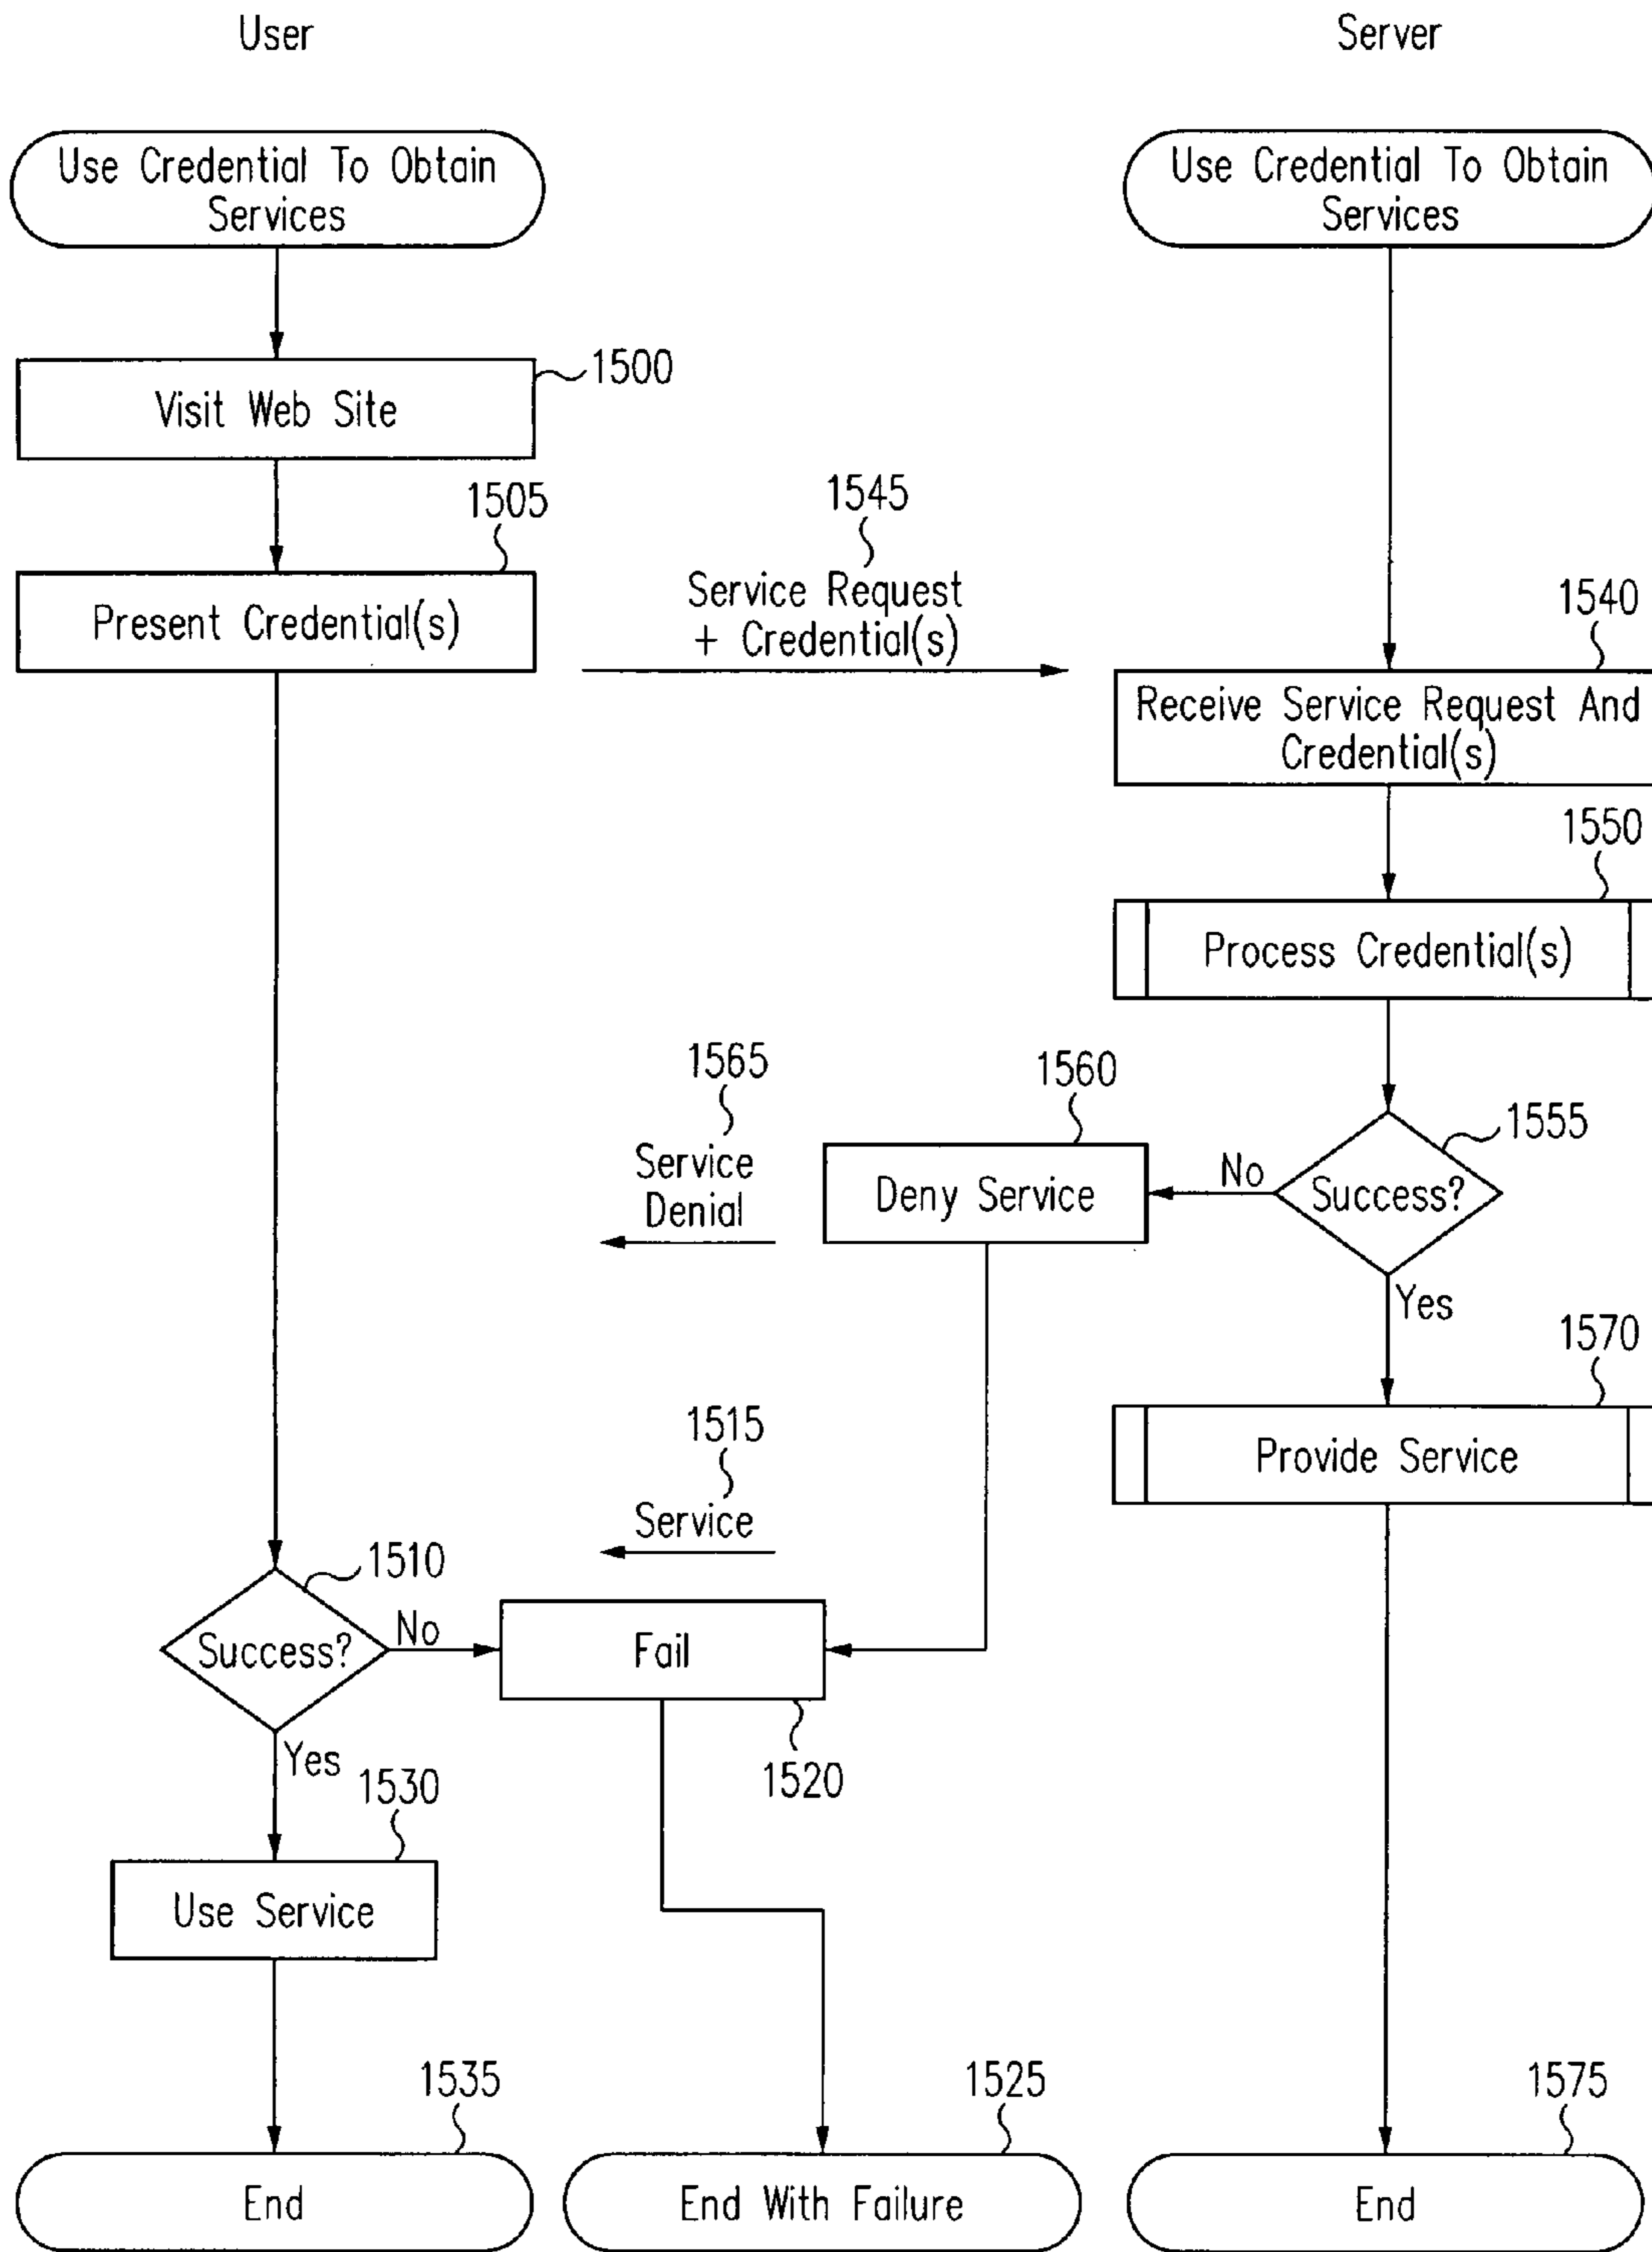 User
Server
Use Credential To Obtain
Services
Use Credential To Obtain
Services
1500
Visit Web Site
1505
1545
Present Credential(s)
Service Request
+ Credential(s)
1540
Receive Service Request And
Credential(s)
1550
Process Credential(s)
1565
1560
1555
Service
Denial
Deny Service
No
Success?
Yes
1570
1515
Provide Service
Service
1510
Success?
No
Fail
Yes
1520
1530
Use Service
1535
1525
1575
End
End With Failure
End